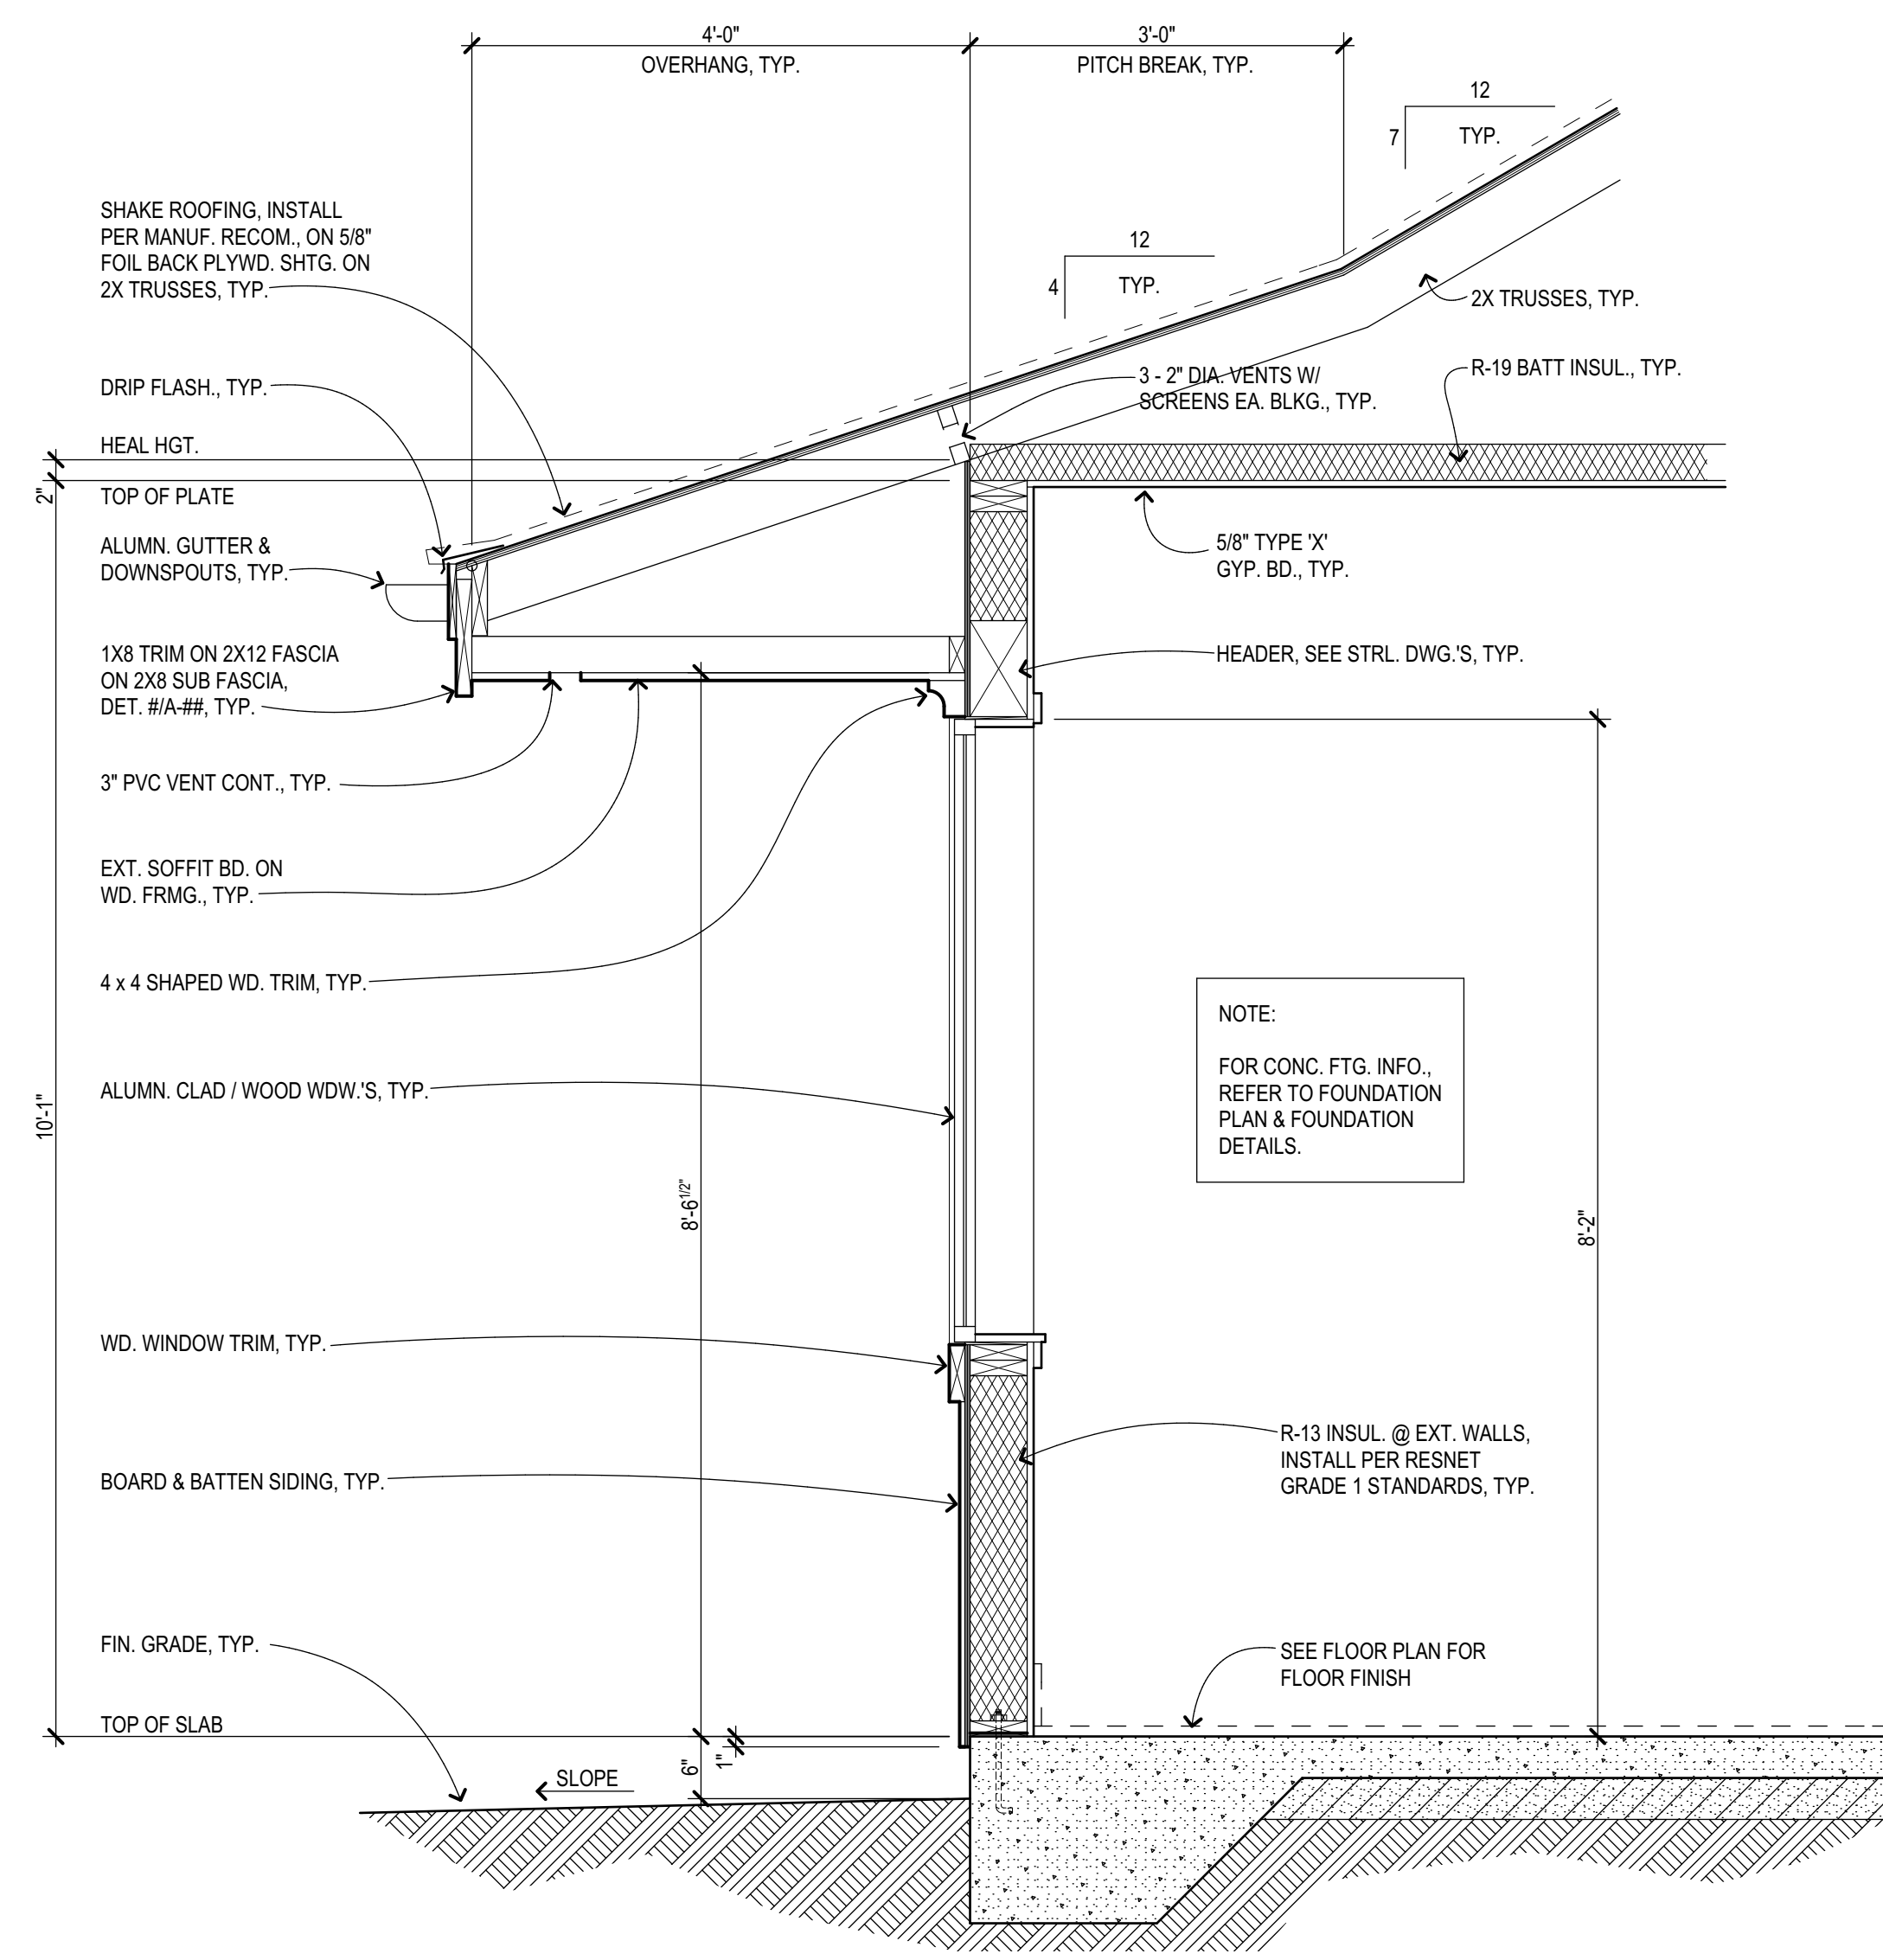 4'-0"
OVERHANG, TYP.
3'-0"
PITCH BREAK, TYP.
12
7
TYP.
12
4
TYP.
SHAKE ROOFING, INSTALL
PER MANUF. RECOM., ON 5/8"
FOIL BACK PLYWD. SHTG. ON
2X TRUSSES, TYP.
2X TRUSSES, TYP.
DRIP FLASH., TYP.
3 - 2" DIA. VENTS W/
SCREENS EA. BLKG., TYP.
R-19 BATT INSUL., TYP.
HEAL HGT.
2"
TOP OF PLATE
ALUMN. GUTTER &
DOWNSPOUTS, TYP.
5/8" TYPE 'X'
GYP. BD., TYP.
1X8 TRIM ON 2X12 FASCIA
ON 2X8 SUB FASCIA,
DET. #/A-##, TYP.
HEADER, SEE STRL. DWG.'S, TYP.
3" PVC VENT CONT., TYP.
EXT. SOFFIT BD. ON
WD. FRMG., TYP.
4 x 4 SHAPED WD. TRIM, TYP.
NOTE:
FOR CONC. FTG. INFO.,
REFER TO FOUNDATION
PLAN & FOUNDATION
DETAILS.
ALUMN. CLAD / WOOD WDW.'S, TYP.
10'-1"
8'-6 1/2"
8'-2"
WD. WINDOW TRIM, TYP.
R-13 INSUL. @ EXT. WALLS,
INSTALL PER RESNET
GRADE 1 STANDARDS, TYP.
BOARD & BATTEN SIDING, TYP.
FIN. GRADE, TYP.
SEE FLOOR PLAN FOR
FLOOR FINISH
TOP OF SLAB
6"
1"
SLOPE